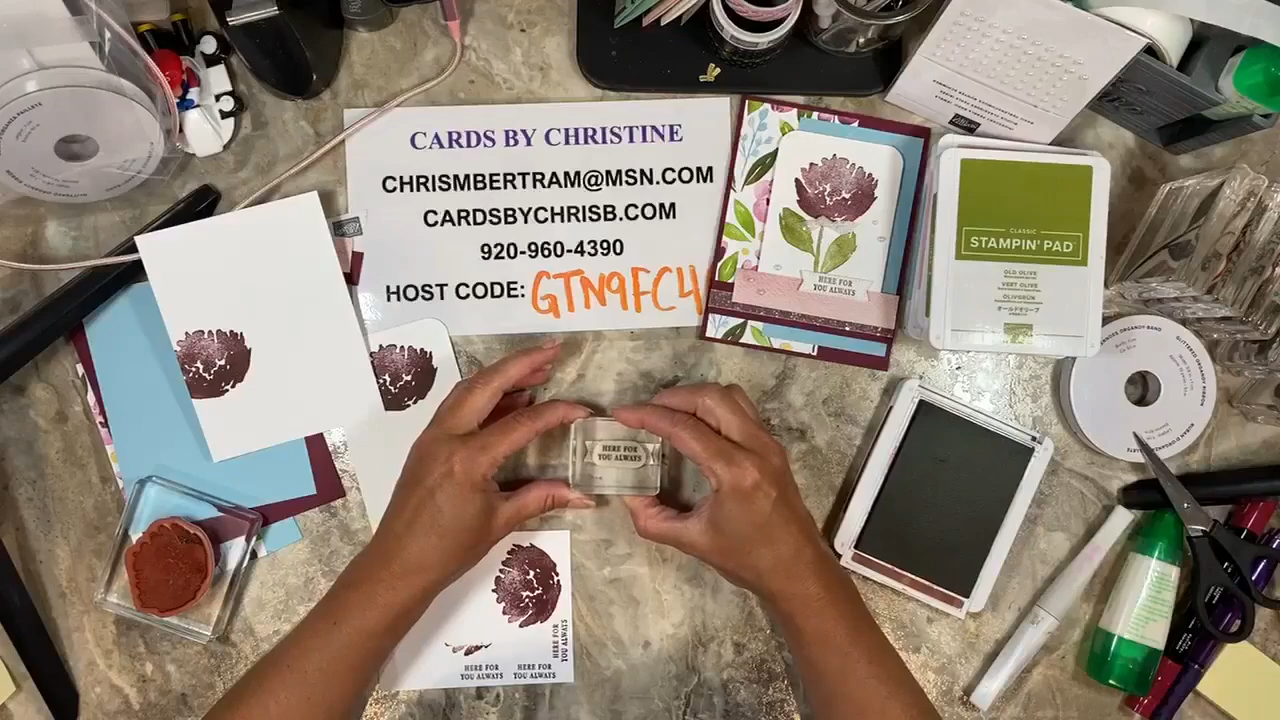 CARDS BY CHRISTINE
CHRISMBERTRAM@MSN.COM
CARDSBYCHRISB.COM
920-960-4390
HOST CODE: GTN9FC4
HERE FOR
YOU ALWAYS
CLASSIC
STAMPIN' PAD
OLD OLIVE
VERT OLIVE
OLIVGRÜN
オールドオリーブ
HERE FOR
YOU ALWAYS
HERE FOR
YOU ALWAYS
HERE FOR
YOU ALWAYS
HERE FOR
YOU ALWAYS